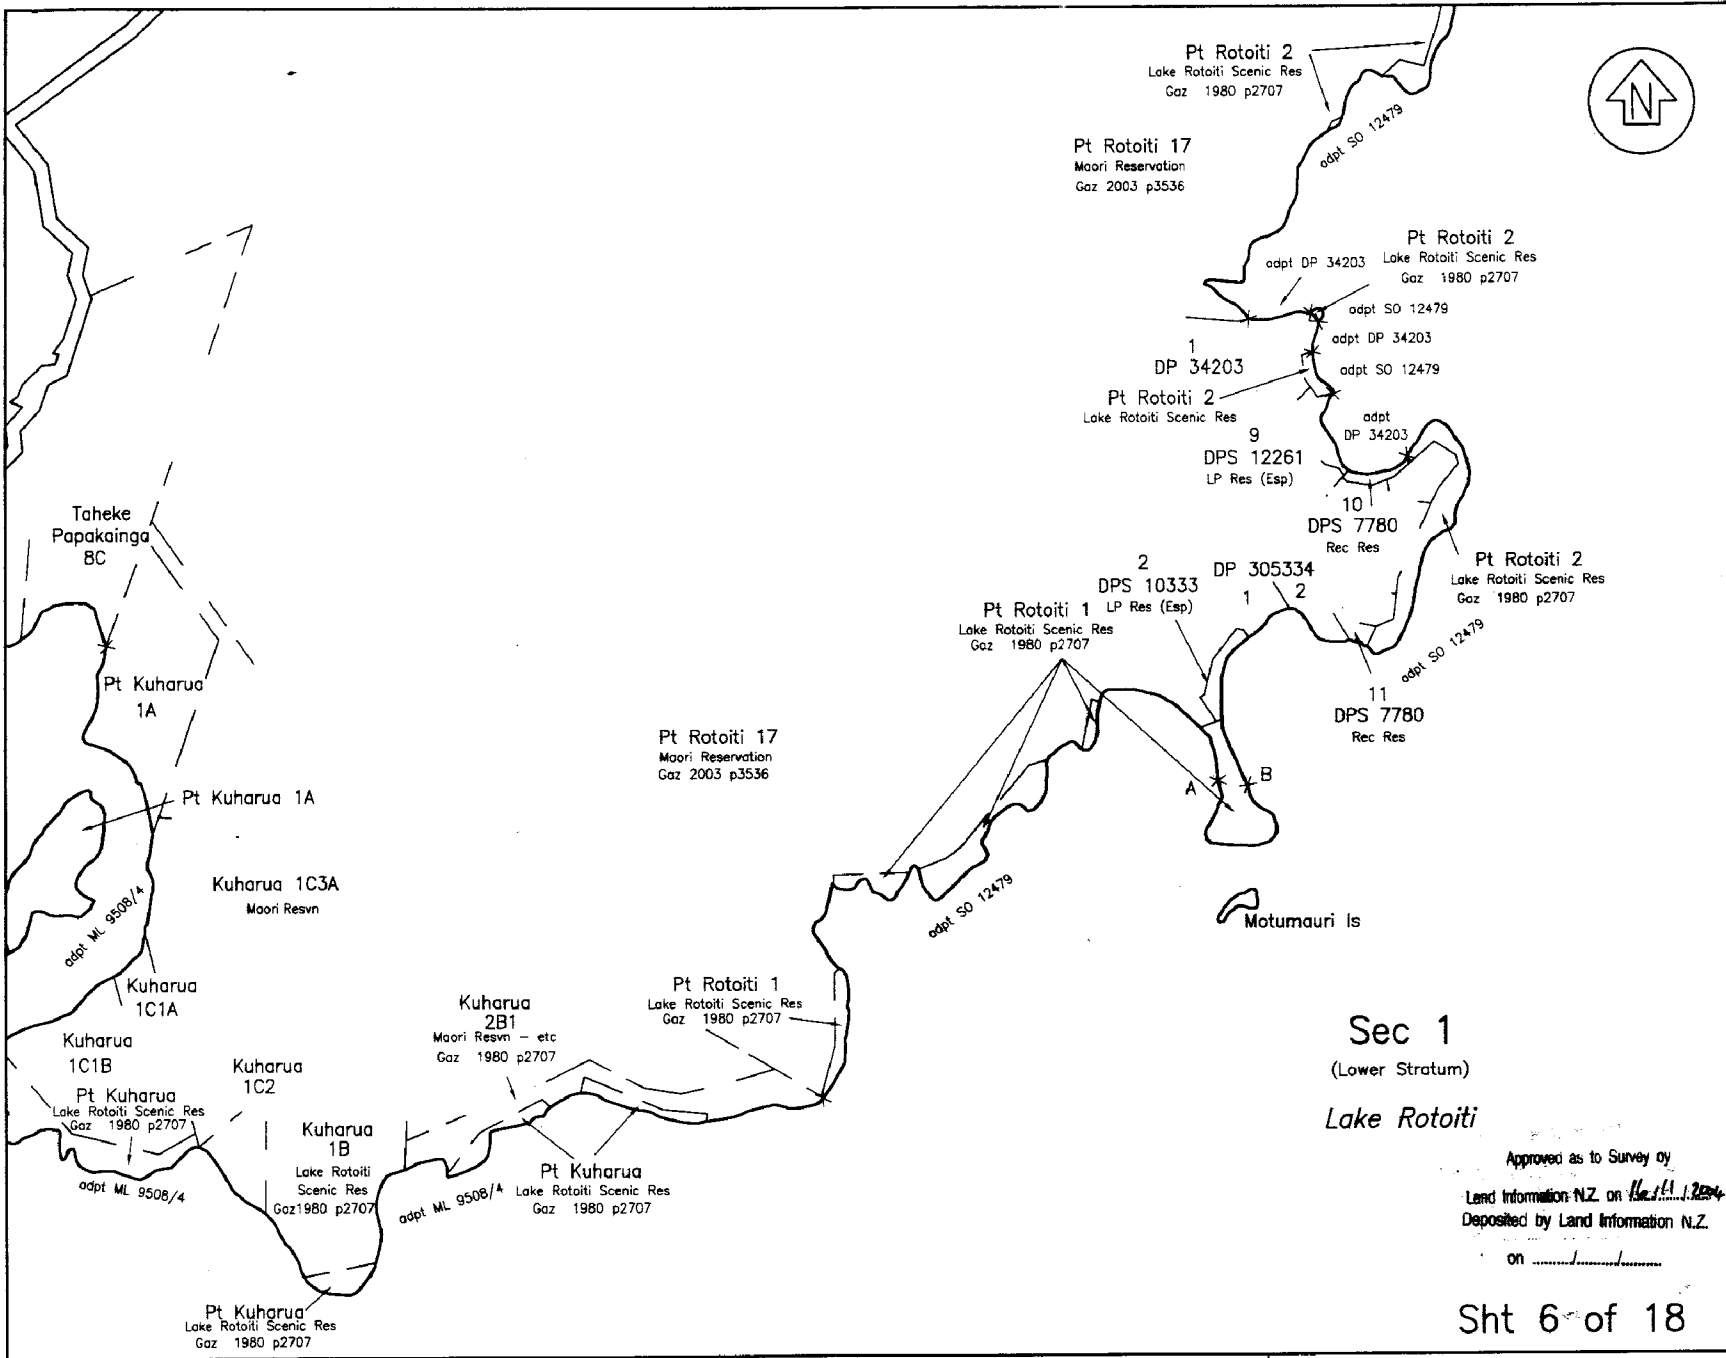 Pt Rotoiti 2
Lake Rotoiti Scenic Res
Gaz 1980 p2707
N
adpt SO 12479
Pt Rotoiti 17
Maori Reservation
Gaz 2003 p3536
Pt Rotoiti 2
Lake Rotoiti Scenic Res
Gaz 1980 p2707
adpt DP 34203
adpt SO 12479
adpt DP 34203
1
DP 34203
adpt SO 12479
Pt Rotoiti 2
Lake Rotoiti Scenic Res
adpt
DP 34203
9
DPS 12261
LP Res (Esp)
10
DPS 7780
Rec Res
Taheke
Papakainga
8C
Pt Rotoiti 2
Lake Rotoiti Scenic Res
Gaz 1980 p2707
2
DPS 10333
LP Res (Esp)
DP 305334
1
2
Pt Rotoiti 1
Lake Rotoiti Scenic Res
Gaz 1980 p2707
adpt SO 12479
11
DPS 7780
Rec Res
Pt Kuharua
1A
Pt Rotoiti 17
Maori Reservation
Gaz 2003 p3536
A
B
Pt Kuharua 1A
Kuharua 1C3A
Maori Resvn
adpt ML 9508/4
adpt SO 12479
Motumauri Is
Kuharua
1C1A
Pt Rotoiti 1
Lake Rotoiti Scenic Res
Gaz 1980 p2707
Kuharua
2B1
Maori Resvn - etc
Gaz 1980 p2707
Kuharua
1C1B
Kuharua
1C2
Pt Kuharua
Lake Rotoiti Scenic Res
Gaz 1980 p2707
adpt ML 9508/4
Kuharua
1B
Lake Rotoiti
Scenic Res
Gaz1980 p2707
adpt ML 9508/4
Pt Kuharua
Lake Rotoiti Scenic Res
Gaz 1980 p2707
Pt Kuharua
Lake Rotoiti Scenic Res
Gaz 1980 p2707
Sec 1
(Lower Stratum)
Lake Rotoiti
Approved as to Survey by
Land Information N.Z. on 16/11/2004
Deposited by Land Information N.Z.
on ........./........./.........
Sht 6 of 18